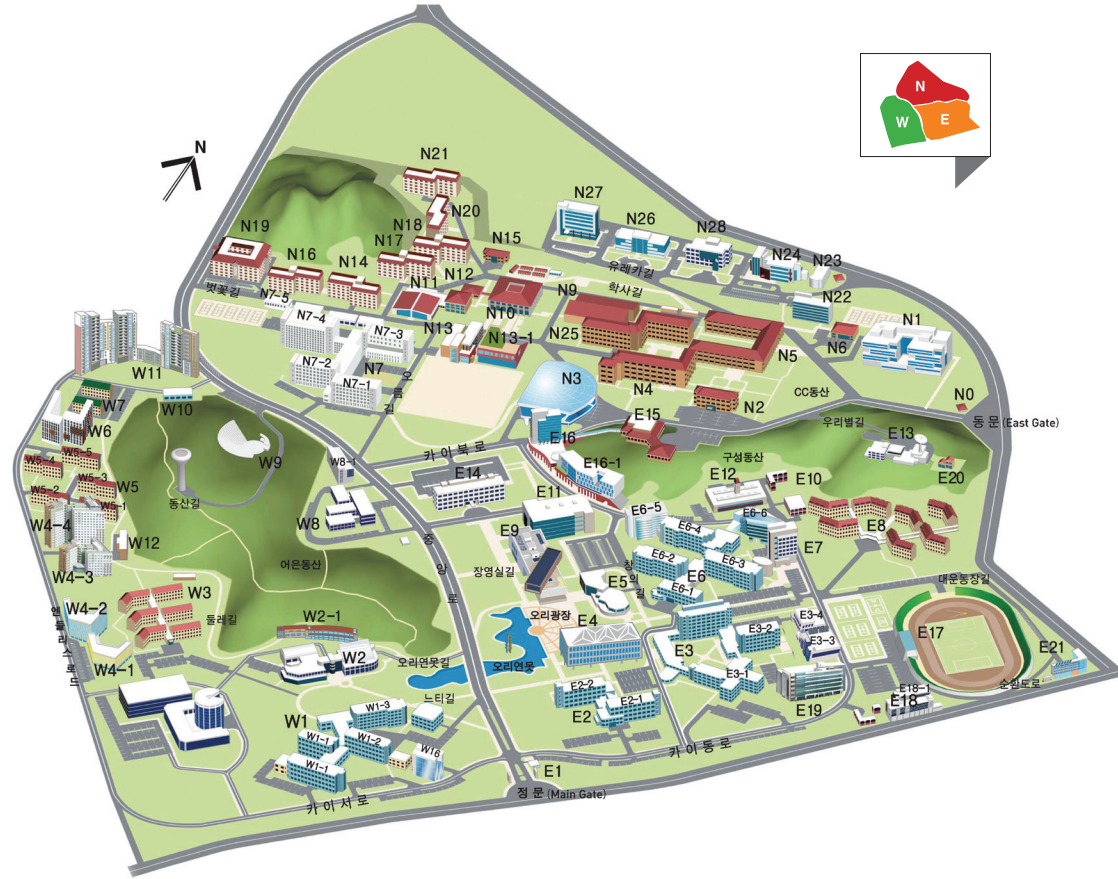 N
W
E
N
N21
N20
N27
N26
N28
N19
N18
N17
N15
N24
N23
N16
N14
유레카길
벚꽃길
N7-5
N11
N12
학사길
N22
N7-4
N10
N9
N1
N7-3
N13
N25
N6
N13-1
N5
W11
N7-2
N7
N3
N4
N7-1
CC동산
N0
W7
W10
N2
동 문 (East Gate)
W6
E15
우리별길
E16
E13
W9
카 이 북 로
W5-5
W5-4
W8-1
E16-1
구성동산
E14
E12
E10
E20
W5-3
W5
W5-2
동산길
E11
W5-1
E6-5
E6-6
W4-4
W8
E6-4
E8
W12
중 앙 로
E9
E7
E6-2
E6-3
W4-3
어은동산
장영실길
E5
창의길
E6
E6-1
대운동장길
W3
W4-2
W2-1
둘레길
오리광장
E4
E3-4
E3-2
E3-3
E17
엔들리스로드
W4-1
W2
오리연못길
오리연못
E3
E21
E3-1
느티길
E2-2
순환도로
E18-1
W1
W1-3
E2-1
E18
E2
E19
W1-1
W1-2
W16
카 이 동 로
W1-1
E1
카 이 서 로
정 문 (Main Gate)